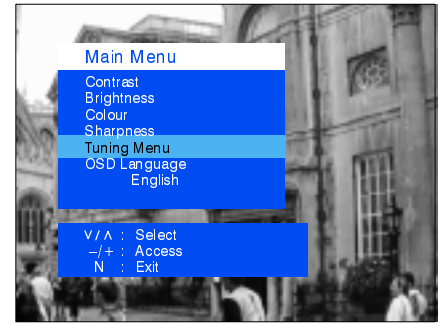 Main Menu
Contrast
Brightness
Colour
Sharpness
Tuning Menu
OSD Language
English
∨/∧ : Select
–/+ : Access
N : Exit